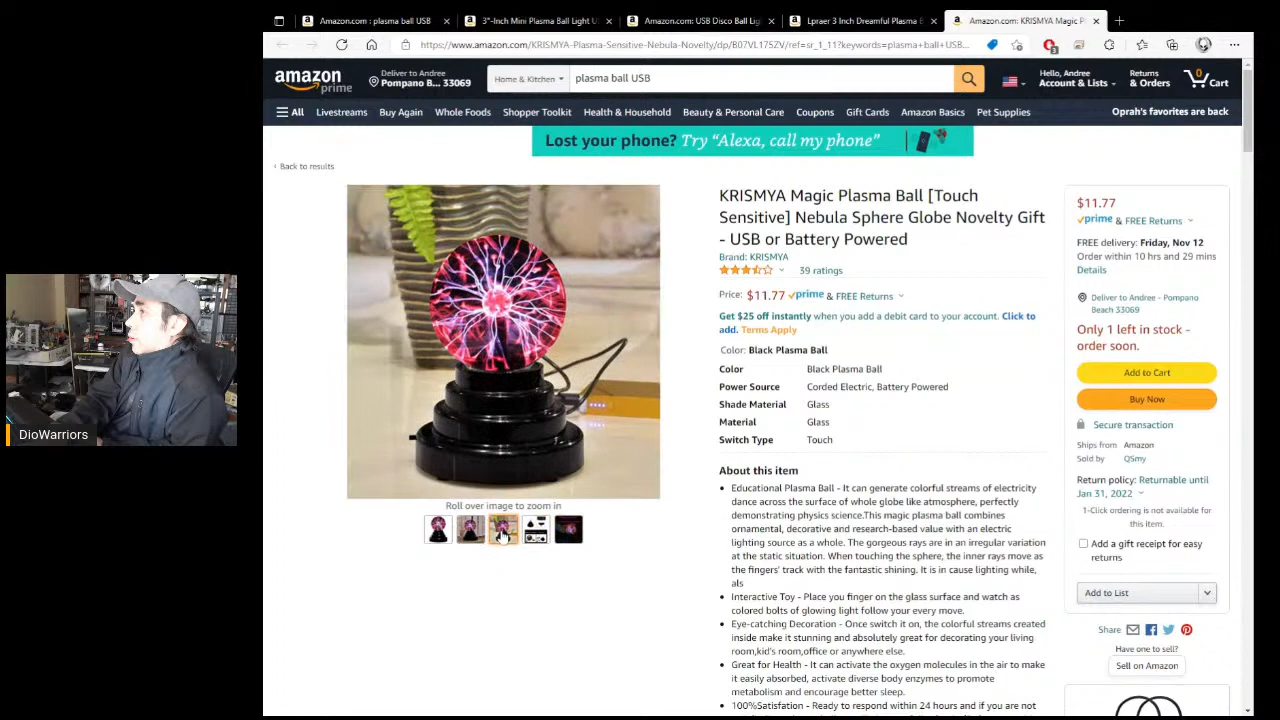 Amazon.com : plasma ball USB
3"-Inch Mini Plasma Ball Light U
Amazon.com: USB Disco Ball Lig
Lpraer 3 Inch Dreamful Plasma B
Amazon.com: KRISMYA Magic P
https://www.amazon.com/KRISMYA-Plasma-Sensitive-Nebula-Novelty/dp/B07VL175ZV/ref=sr_1_11?keywords=plasma+ball+USB...
amazon prime
Deliver to Andree
Pompano B... 33069
Home & Kitchen
plasma ball USB
Hello, Andree
Account & Lists
Returns
& Orders
0
Cart
All
Livestreams
Buy Again
Whole Foods
Shopper Toolkit
Health & Household
Beauty & Personal Care
Coupons
Gift Cards
Amazon Basics
Pet Supplies
Oprah's favorites are back
Lost your phone? Try “Alexa, call my phone”
‹ Back to results
KRISMYA Magic Plasma Ball [Touch
Sensitive] Nebula Sphere Globe Novelty Gift
- USB or Battery Powered
Brand: KRISMYA
39 ratings
Price: $11.77 prime & FREE Returns
Get $25 off instantly when you add a debit card to your account. Click to
add. Terms Apply
Color: Black Plasma Ball
Color Black Plasma Ball
Power Source Corded Electric, Battery Powered
Shade Material Glass
Material Glass
Switch Type Touch
About this item
• Educational Plasma Ball - It can generate colorful streams of electricity
dance across the surface of whole globe like atmosphere, perfectly
demonstrating physics science.This magic plasma ball combines
ornamental, decorative and research-based value with an electric
lighting source as a whole. The gorgeous rays are in an irregular variation
at the static situation. When touching the sphere, the inner rays move as
the fingers' track with the fantastic shining. It is in cause lighting while,
als
• Interactive Toy - Place you finger on the glass surface and watch as
colored bolts of glowing light follow your every move.
• Eye-catching Decoration - Once switch it on, the colorful streams created
inside make it stunning and absolutely great for decorating your living
room,kid's room,office or anywhere else.
• Great for Health - It can activate the oxygen molecules in the air to make
it easily absorbed, activate diverse body enzymes to promote
metabolism and encourage better sleep.
• 100%Satisfation - Ready to respond within 24 hours and if you are not
Roll over image to zoom in
$11.77
prime & FREE Returns
FREE delivery: Friday, Nov 12
Order within 10 hrs and 29 mins
Details
Deliver to Andree - Pompano
Beach 33069
Only 1 left in stock -
order soon.
Add to Cart
Buy Now
Secure transaction
Ships from Amazon
Sold by QSmy
Return policy: Returnable until
Jan 31, 2022
1-Click ordering is not available for
this item.
Add a gift receipt for easy
returns
Add to List
Share
Have one to sell?
Sell on Amazon
DioWarriors